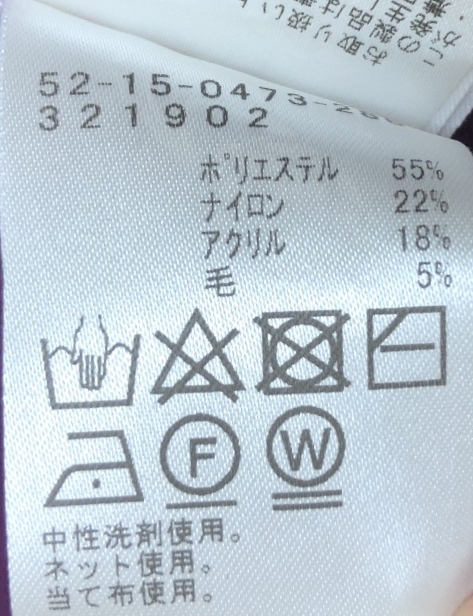 52-15-0473-2
321902
ポリエステル 55%
ナイロン 22%
アクリル 18%
毛 5%
F W
中性洗剤使用。
ネット使用。
当て布使用。